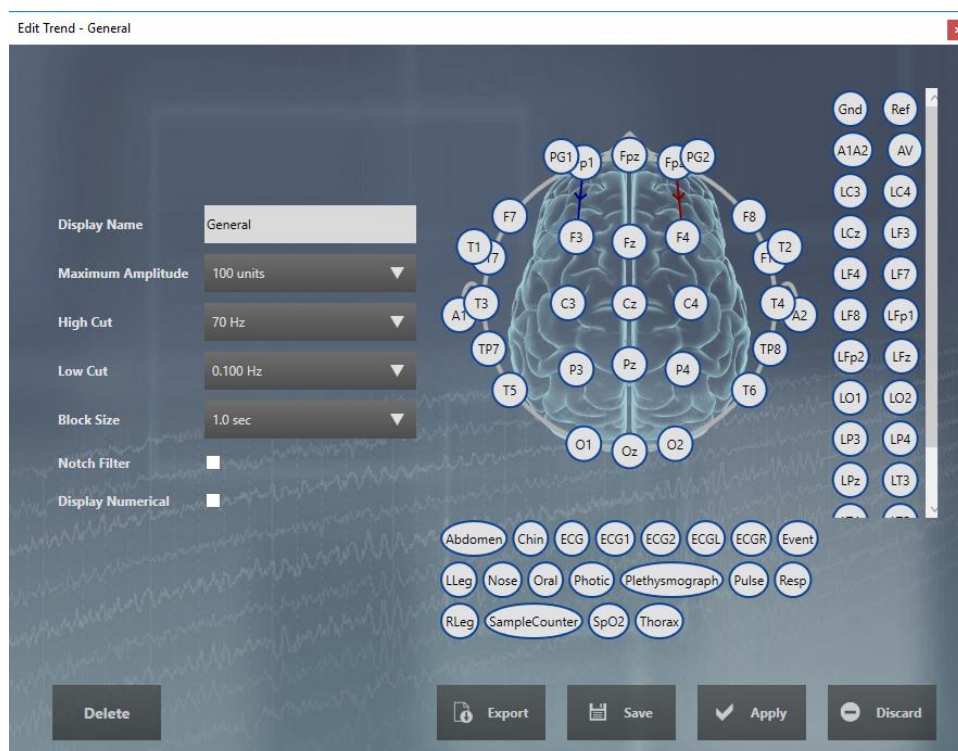 Edit Trend - General
Display Name
General
Maximum Amplitude
100 units
High Cut
70 Hz
Low Cut
0.100 Hz
Block Size
1.0 sec
Notch Filter
Display Numerical
PG1 Fpz PG2
F7 F8
T1 F3 Fz F4 T2
T3 C3 Cz C4 T4
A1 A2
TP7 TP8
P3 Pz P4
T5 T6
O1 Oz O2
Gnd Ref
A1A2 AV
LC3 LC4
LCz LF3
LF4 LF7
LF8 LFp1
LFp2 LFz
LO1 LO2
LP3 LP4
LPz LT3
Abdomen Chin ECG ECG1 ECG2 ECGL ECGR Event
LLeg Nose Oral Photic Plethysmograph Pulse Resp
RLeg SampleCounter SpO2 Thorax
Delete
Export
Save
Apply
Discard